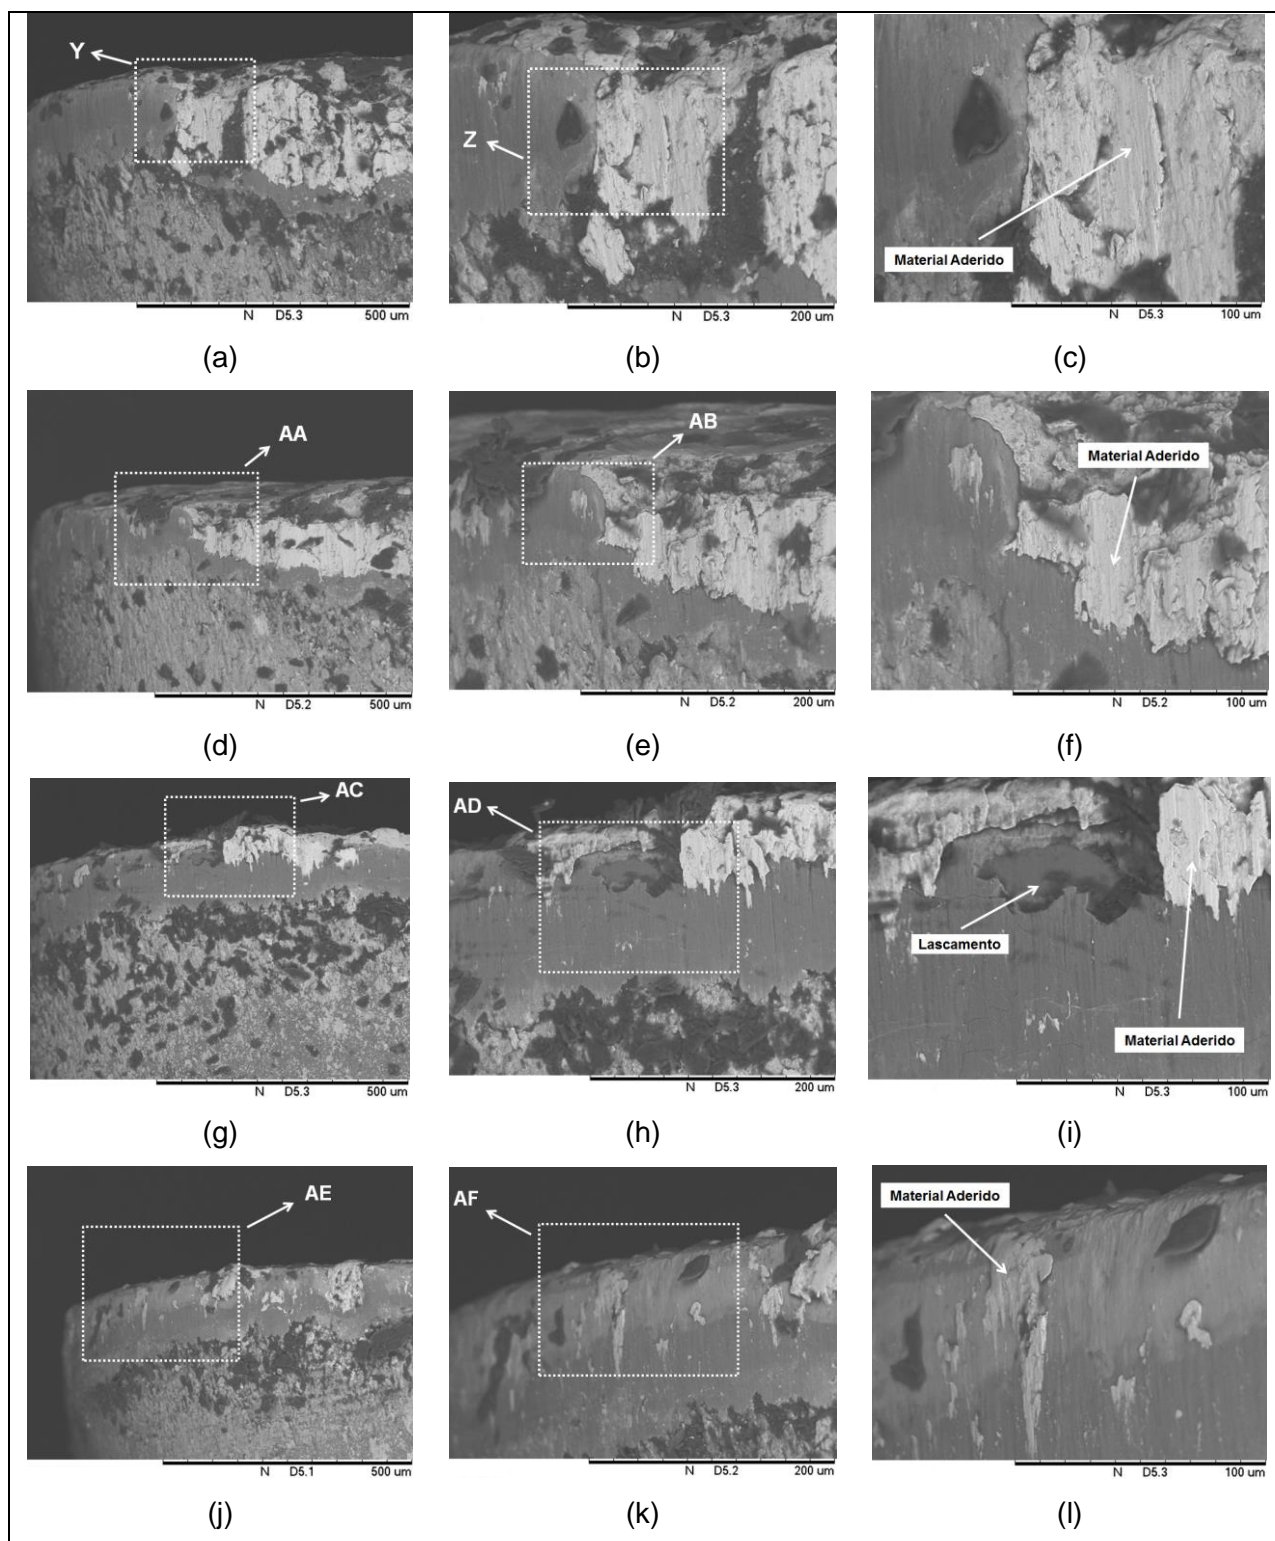 Y
N D5.3 500 um
Z
N D5.3 200 um
Material Aderido
N D5.3 100 um
(a) (b) (c)
AA
N D5.2 500 um
AB
N D5.2 200 um
Material Aderido
N D5.2 100 um
(d) (e) (f)
AC
N D5.3 500 um
AD
N D5.3 200 um
Lascamento
Material Aderido
N D5.3 100 um
(g) (h) (i)
AE
N D5.1 500 um
AF
N D5.2 200 um
Material Aderido
N D5.3 100 um
(j) (k) (l)